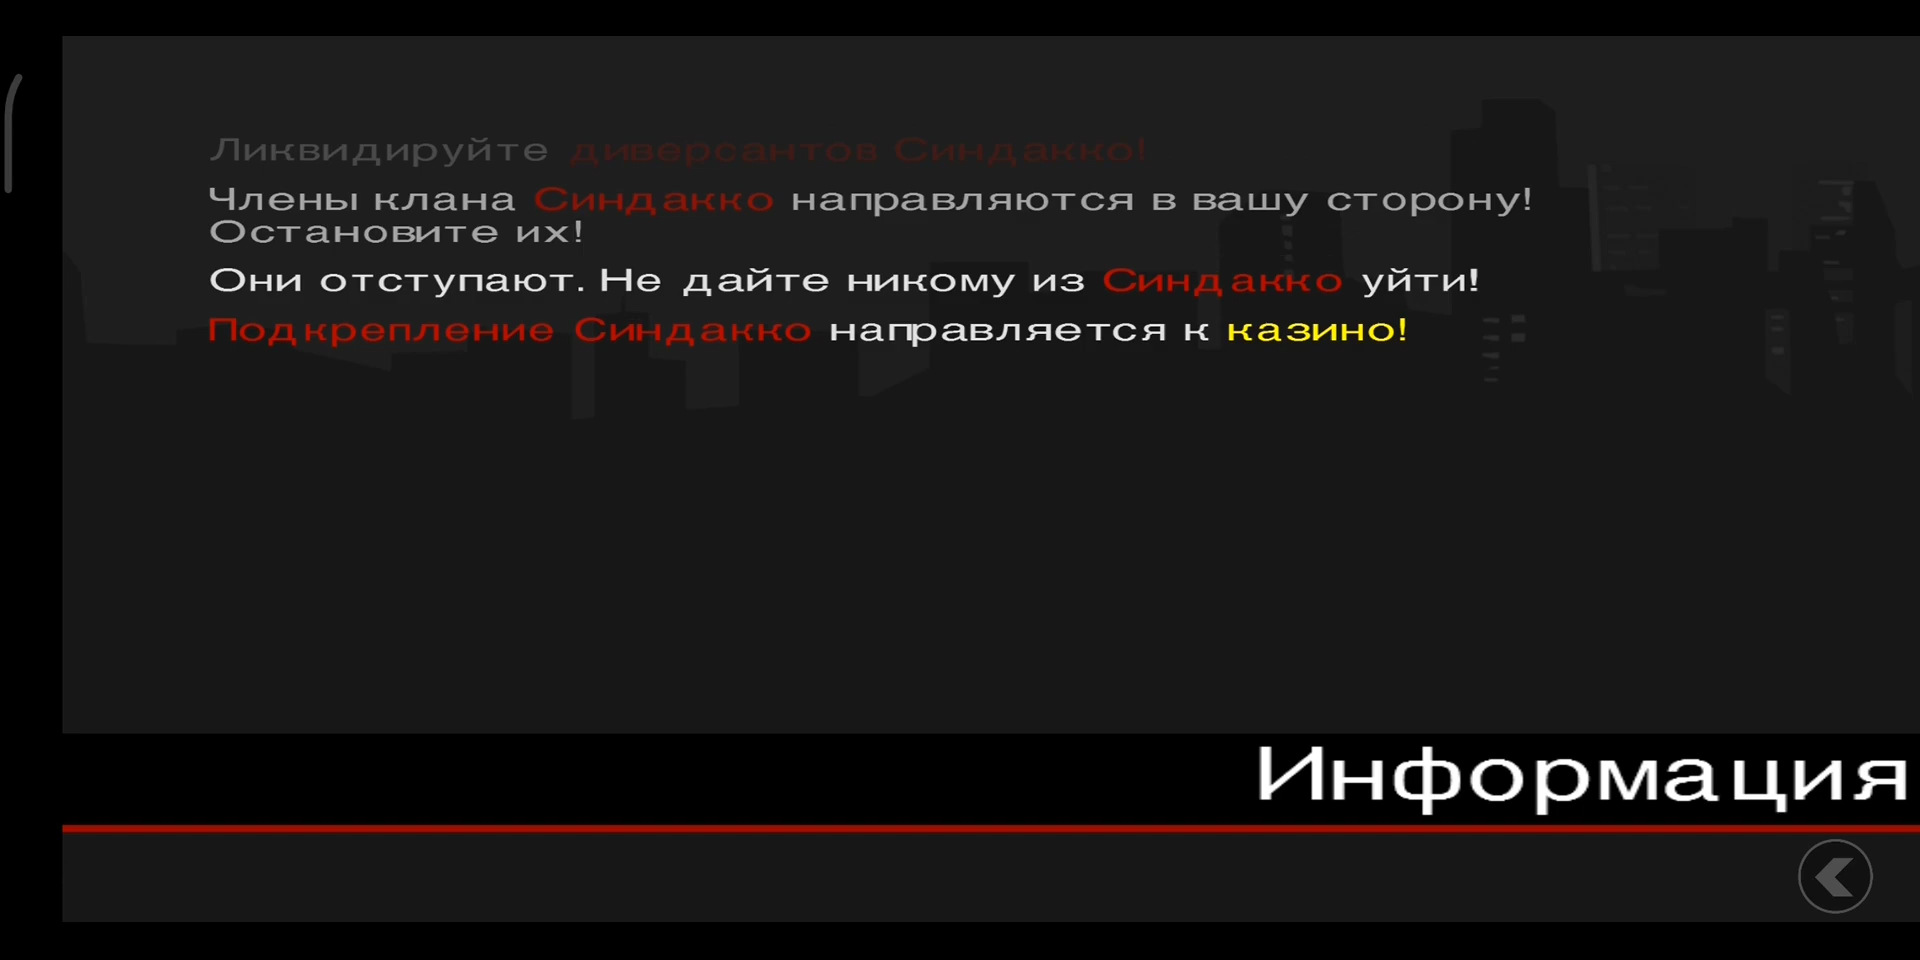 Ликвидируйте диверсантов Синдакко!
Члены клана Синдакко направляются в вашу сторону!
Остановите их!
Они отступают. Не дайте никому из Синдакко уйти!
Подкрепление Синдакко направляется к казино!
Информация